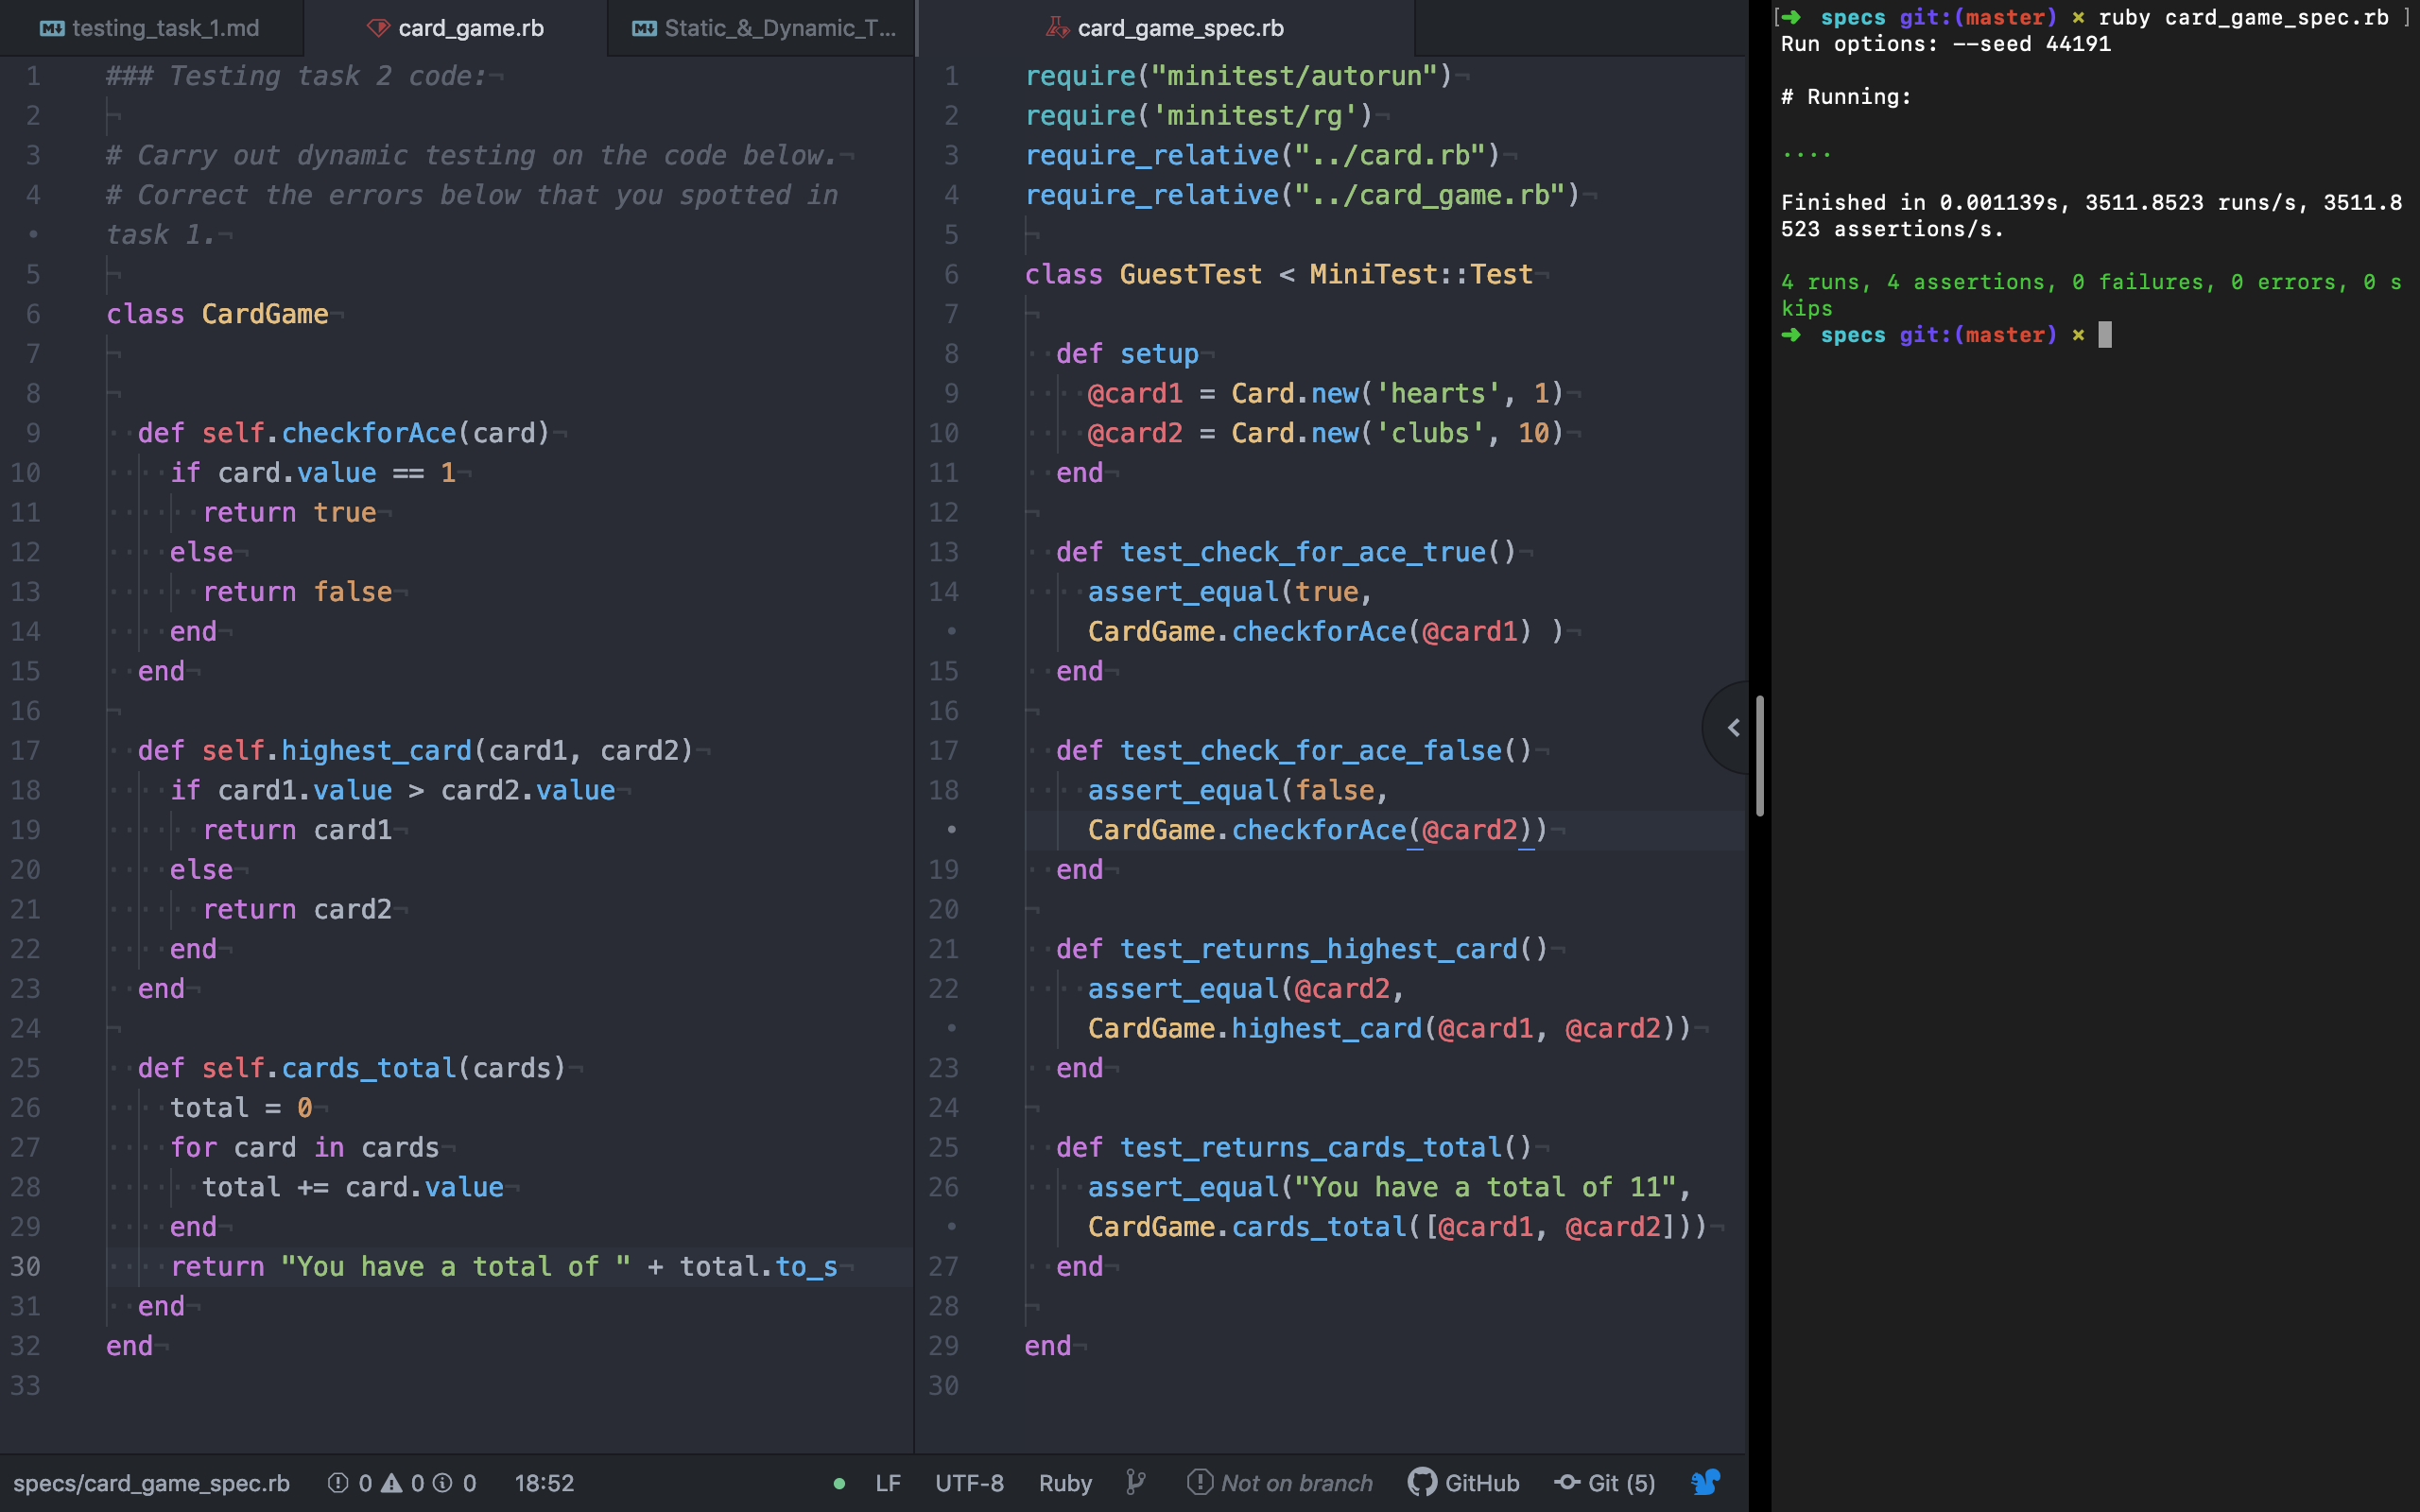 testing_task_1.md
card_game.rb
Static_&_Dynamic_T...
1 ### Testing task 2 code:
2
3 # Carry out dynamic testing on the code below.
4 # Correct the errors below that you spotted in
• task 1.
5
6 class CardGame
7
8
9 def self.checkforAce(card)
10 if card.value == 1
11 return true
12 else
13 return false
14 end
15 end
16
17 def self.highest_card(card1, card2)
18 if card1.value > card2.value
19 return card1
20 else
21 return card2
22 end
23 end
24
25 def self.cards_total(cards)
26 total = 0
27 for card in cards
28 total += card.value
29 end
30 return "You have a total of " + total.to_s
31 end
32 end
33
card_game_spec.rb
1 require("minitest/autorun")
2 require('minitest/rg')
3 require_relative("../card.rb")
4 require_relative("../card_game.rb")
5
6 class GuestTest < MiniTest::Test
7
8 def setup
9 @card1 = Card.new('hearts', 1)
10 @card2 = Card.new('clubs', 10)
11 end
12
13 def test_check_for_ace_true()
14 assert_equal(true,
• CardGame.checkforAce(@card1) )
15 end
16
17 def test_check_for_ace_false()
18 assert_equal(false,
• CardGame.checkforAce(@card2))
19 end
20
21 def test_returns_highest_card()
22 assert_equal(@card2,
• CardGame.highest_card(@card1, @card2))
23 end
24
25 def test_returns_cards_total()
26 assert_equal("You have a total of 11",
• CardGame.cards_total([@card1, @card2]))
27 end
28
29 end
30
[➜ specs git:(master) × ruby card_game_spec.rb ]
Run options: --seed 44191
# Running:
....
Finished in 0.001139s, 3511.8523 runs/s, 3511.8
523 assertions/s.
4 runs, 4 assertions, 0 failures, 0 errors, 0 s
kips
➜ specs git:(master) ×
specs/card_game_spec.rb 0 0 0 18:52
LF UTF-8 Ruby Not on branch GitHub Git (5)